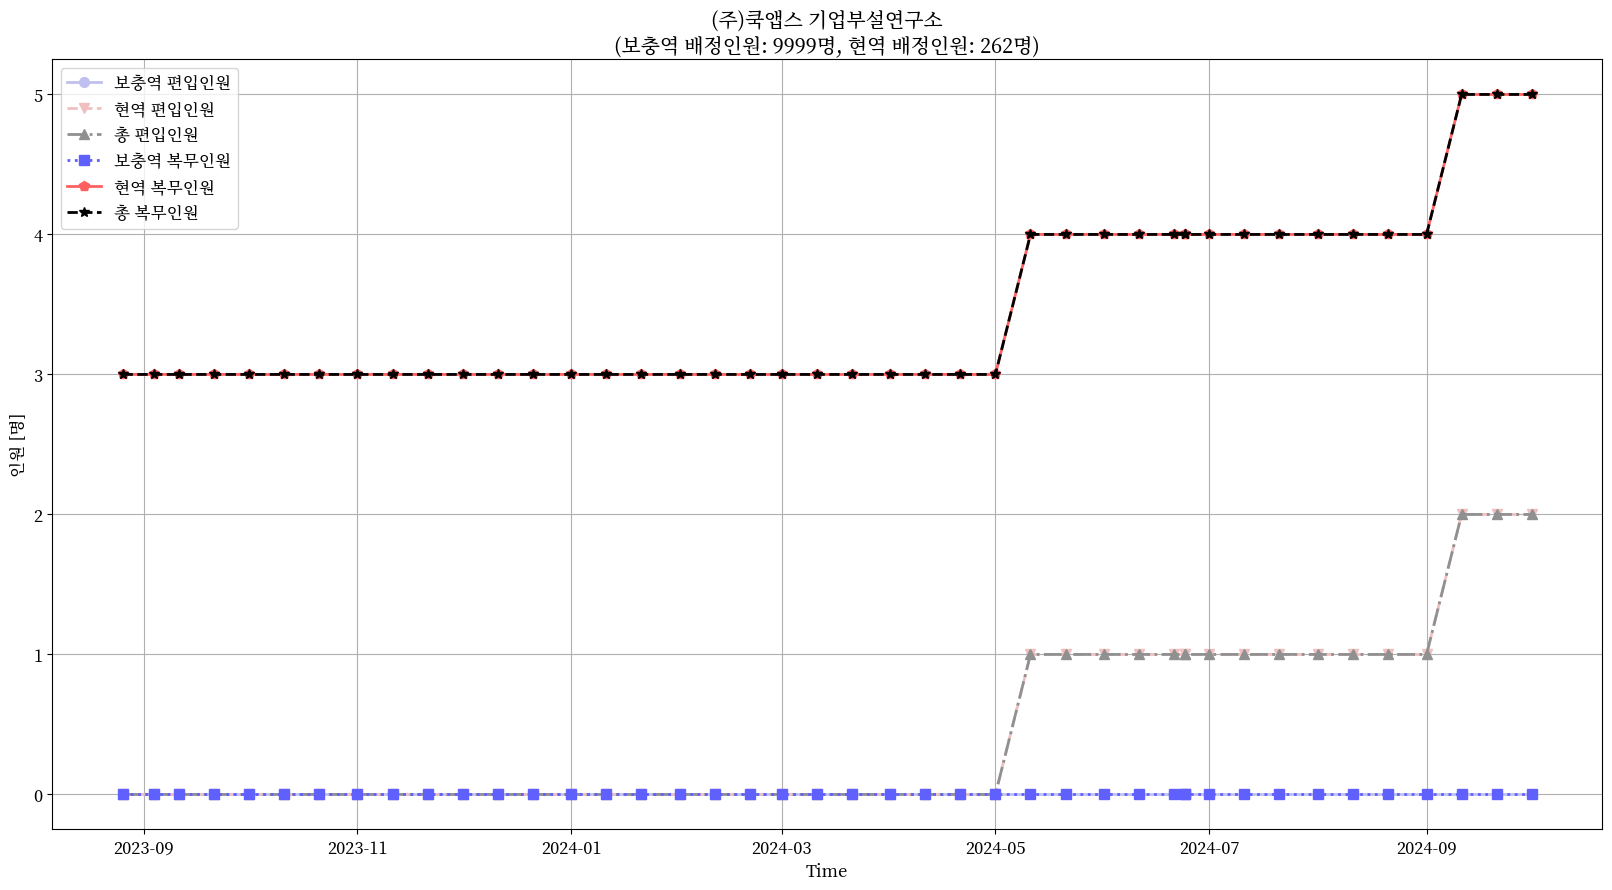 (주)쿡앱스 기업부설연구소
(보충역 배정인원: 9999명, 현역 배정인원: 262명)
보충역 편입인원
현역 편입인원
총 편입인원
보충역 복무인원
현역 복무인원
총 복무인원
5
4
3
2
1
0
인원 [명]
2023-09
2023-11
2024-01
2024-03
2024-05
2024-07
2024-09
Time